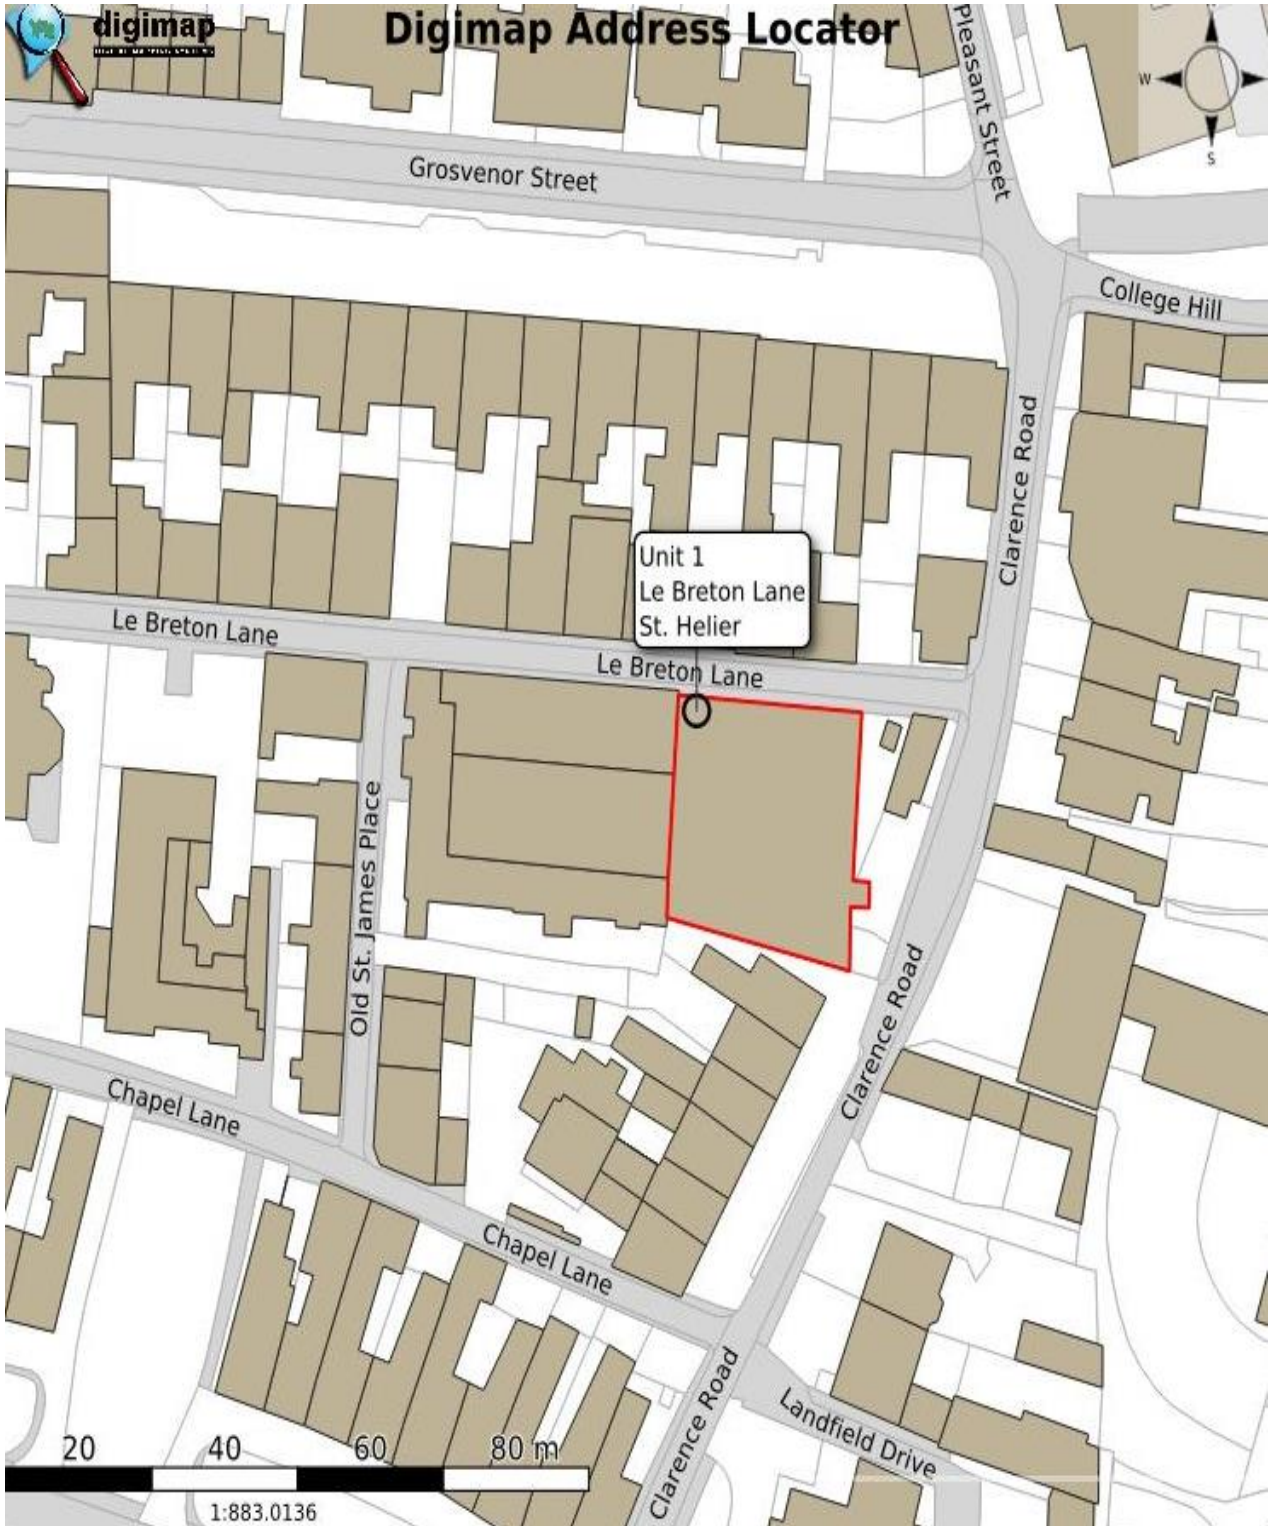 digimap
Digimap Address Locator
Pleasant Street
W
S
Grosvenor Street
College Hill
Clarence Road
Unit 1
Le Breton Lane
St. Helier
Le Breton Lane
Le Breton Lane
Old St. James Place
Clarence Road
Chapel Lane
Chapel Lane
Clarence Road
Landfield Drive
20 40 60 80 m
1:883.0136